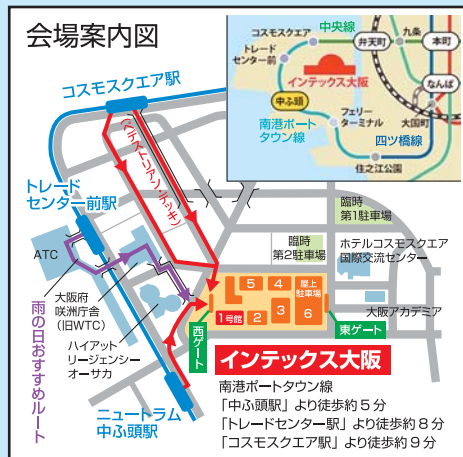 会場案内図
コスモスクエア
中央線
弁天町
九条
本町
トレード
センター前
インテックス大阪
なんば
中ふ頭
フェリー
ターミナル
大国町
南港ポート
タウン線
四ツ橋線
住之江公園
コスモスクエア駅
(ペデストリアン・デッキ)
トレード
センター前駅
ATC
雨の日おすすめルート
大阪府
咲洲庁舎
(旧WTC)
ハイアット
リージェンシー
オーサカ
ニュートラム
中ふ頭駅
臨時
第1駐車場
臨時
第2駐車場
ホテルコスモスクエア
国際交流センター
大阪アカデミア
5
4
屋上
駐車場
1号館
2
3
6
西ゲート
東ゲート
インテックス大阪
南港ポートタウン線
「中ふ頭駅」より徒歩約5分
「トレードセンター駅」より徒歩約8分
「コスモスクエア駅」より徒歩約9分